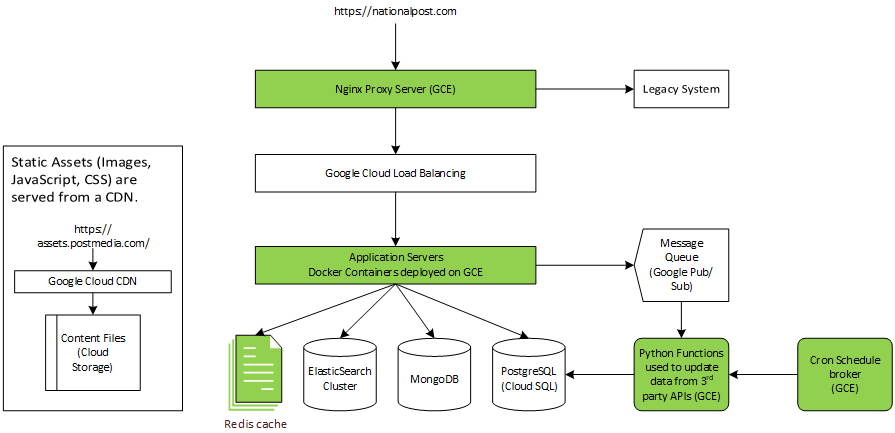 https://nationalpost.com
Nginx Proxy Server (GCE)
Legacy System
Static Assets (Images,
JavaScript, CSS) are
served from a CDN.
https://
assets.postmedia.com/
Google Cloud CDN
Content Files
(Cloud
Storage)
Google Cloud Load Balancing
Application Servers
Docker Containers deployed on GCE
Message
Queue
(Google Pub/
Sub)
Redis cache
ElasticSearch
Cluster
MongoDB
PostgreSQL
(Cloud SQL)
Python Functions
used to update
data from 3rd
party APIs (GCE)
Cron Schedule
broker
(GCE)